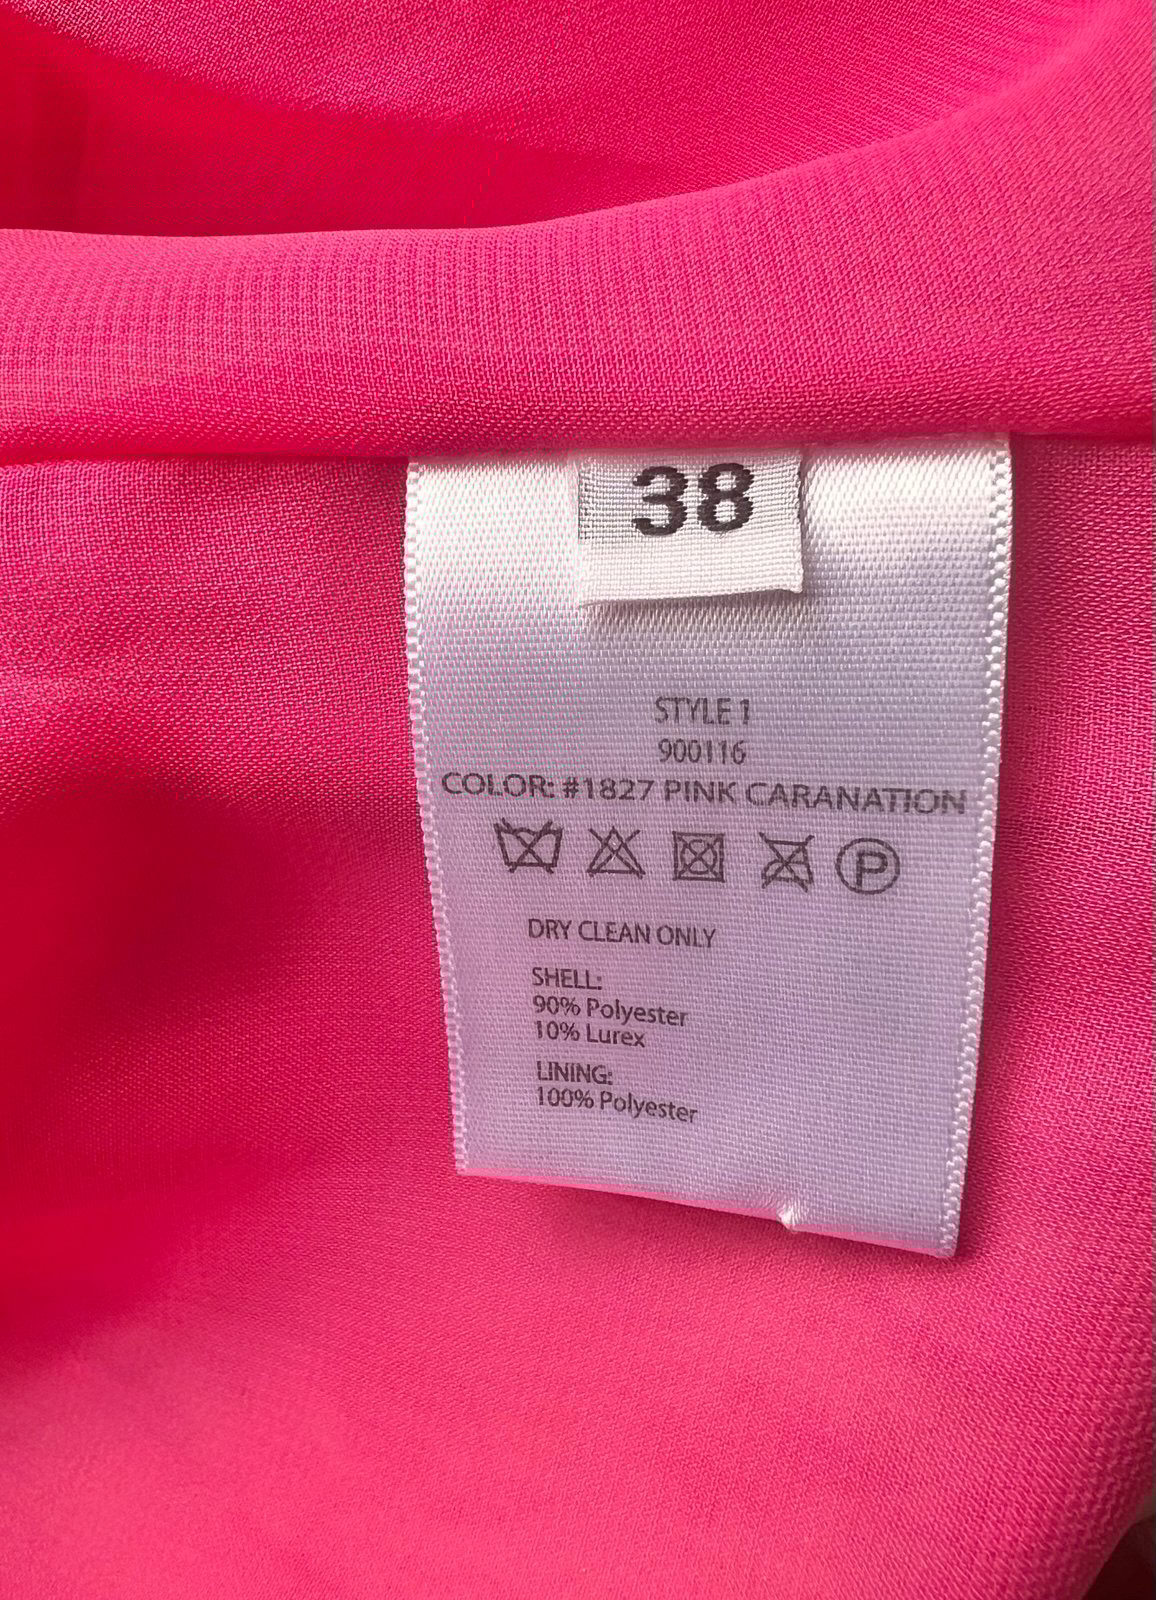 38
STYLE 1
900116
COLOR: #1827 PINK CARANATION
P
DRY CLEAN ONLY
SHELL:
90% Polyester
10% Lurex
LINING:
100% Polyester